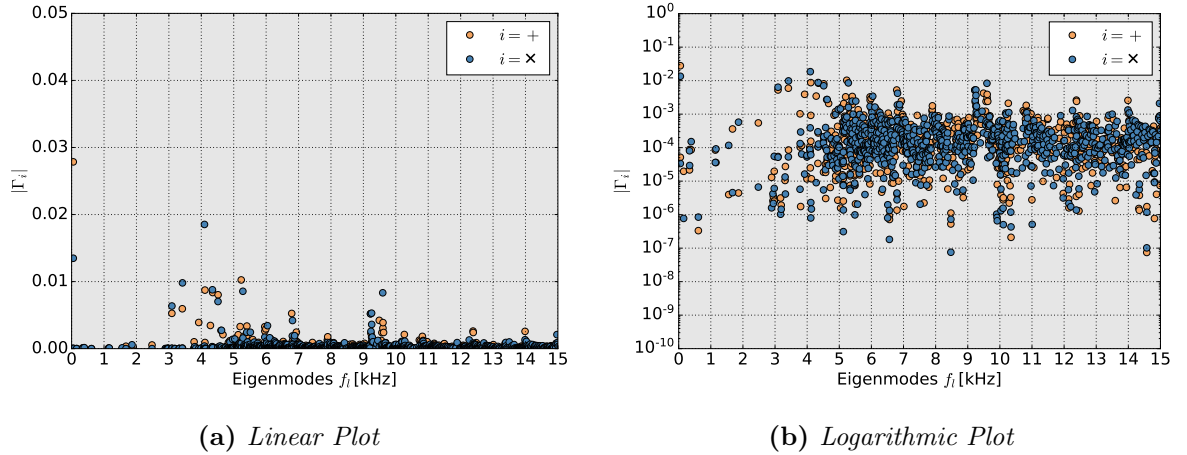 0.05
0.04
0.03
0.02
0.01
0.00
|Γᵢ|
i = +
i = ×
0 1 2 3 4 5 6 7 8 9 10 11 12 13 14 15
Eigenmodes fₗ [kHz]
(a) Linear Plot
10⁰
10⁻¹
10⁻²
10⁻³
10⁻⁴
10⁻⁵
10⁻⁶
10⁻⁷
10⁻⁸
10⁻⁹
10⁻¹⁰
|Γᵢ|
i = +
i = ×
0 1 2 3 4 5 6 7 8 9 10 11 12 13 14 15
Eigenmodes fₗ [kHz]
(b) Logarithmic Plot